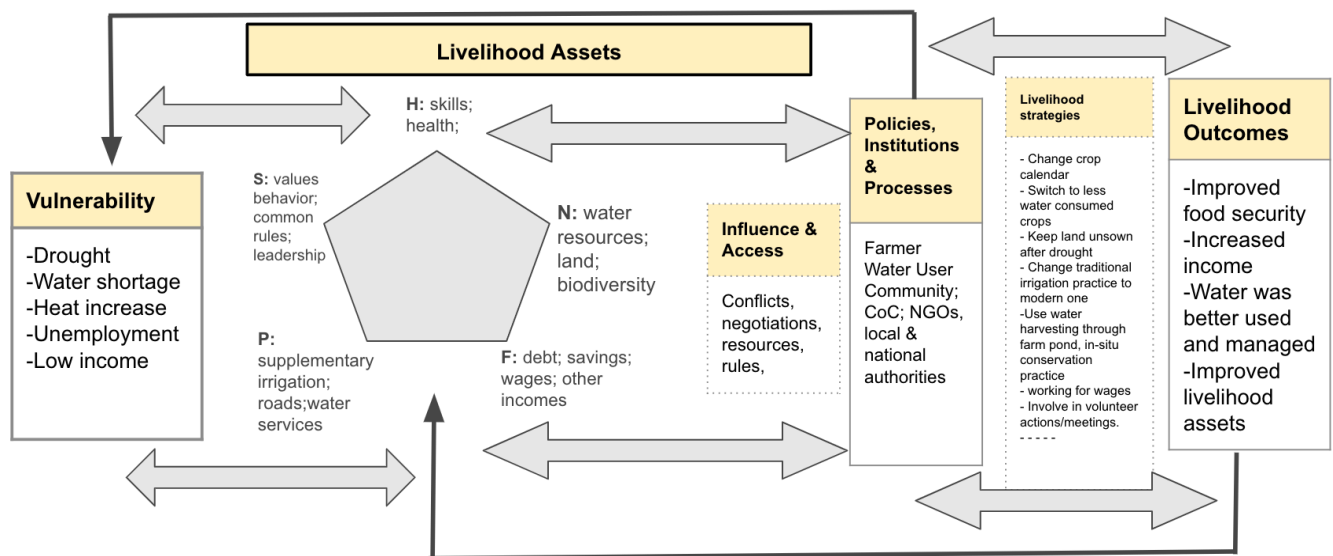 Livelihood Assets
Vulnerability
-Drought
-Water shortage
-Heat increase
-Unemployment
-Low income
H: skills;
health;
S: values
behavior;
common
rules;
leadership
N: water
resources;
land;
biodiversity
P:
supplementary
irrigation;
roads;water
services
F: debt; savings;
wages; other
incomes
Influence &
Access
Conflicts,
negotiations,
resources,
rules,
Policies,
Institutions
&
Processes
Farmer
Water User
Community;
CoC; NGOs,
local &
national
authorities
Livelihood
strategies
- Change crop
calendar
- Switch to less
water consumed
crops
- Keep land unsown
after drought
- Change traditional
irrigation practice to
modern one
-Use water
harvesting through
farm pond, in-situ
conservation
practice
- working for wages
- Involve in volunteer
actions/meetings.
- - - - -
Livelihood
Outcomes
-Improved
food security
-Increased
income
-Water was
better used
and managed
-Improved
livelihood
assets